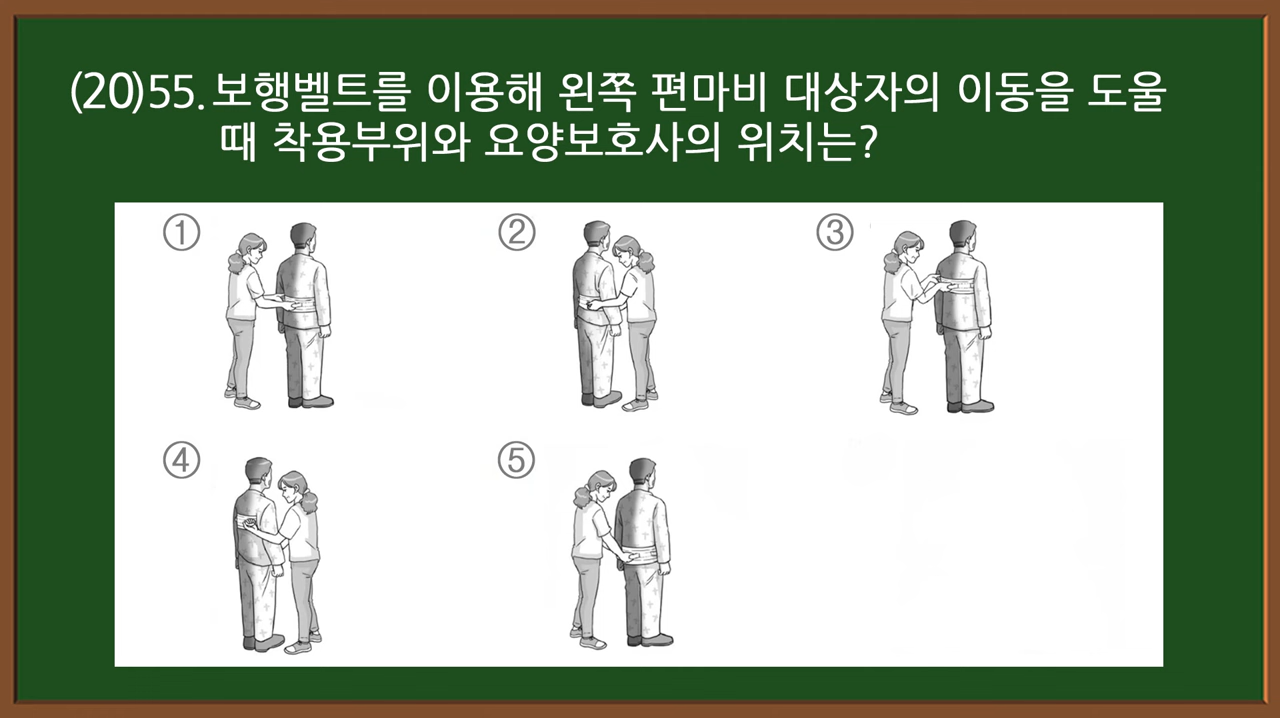 (20)55. 보행벨트를 이용해 왼쪽 편마비 대상자의 이동을 도울
때 착용부위와 요양보호사의 위치는?
① ② ③
④ ⑤